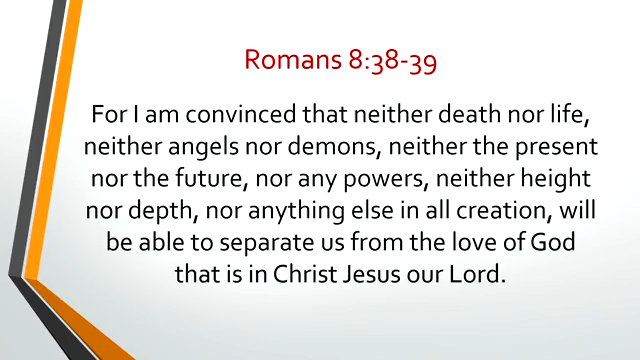 Romans 8:38-39
For I am convinced that neither death nor life,
neither angels nor demons, neither the present
nor the future, nor any powers, neither height
nor depth, nor anything else in all creation, will
be able to separate us from the love of God
that is in Christ Jesus our Lord.